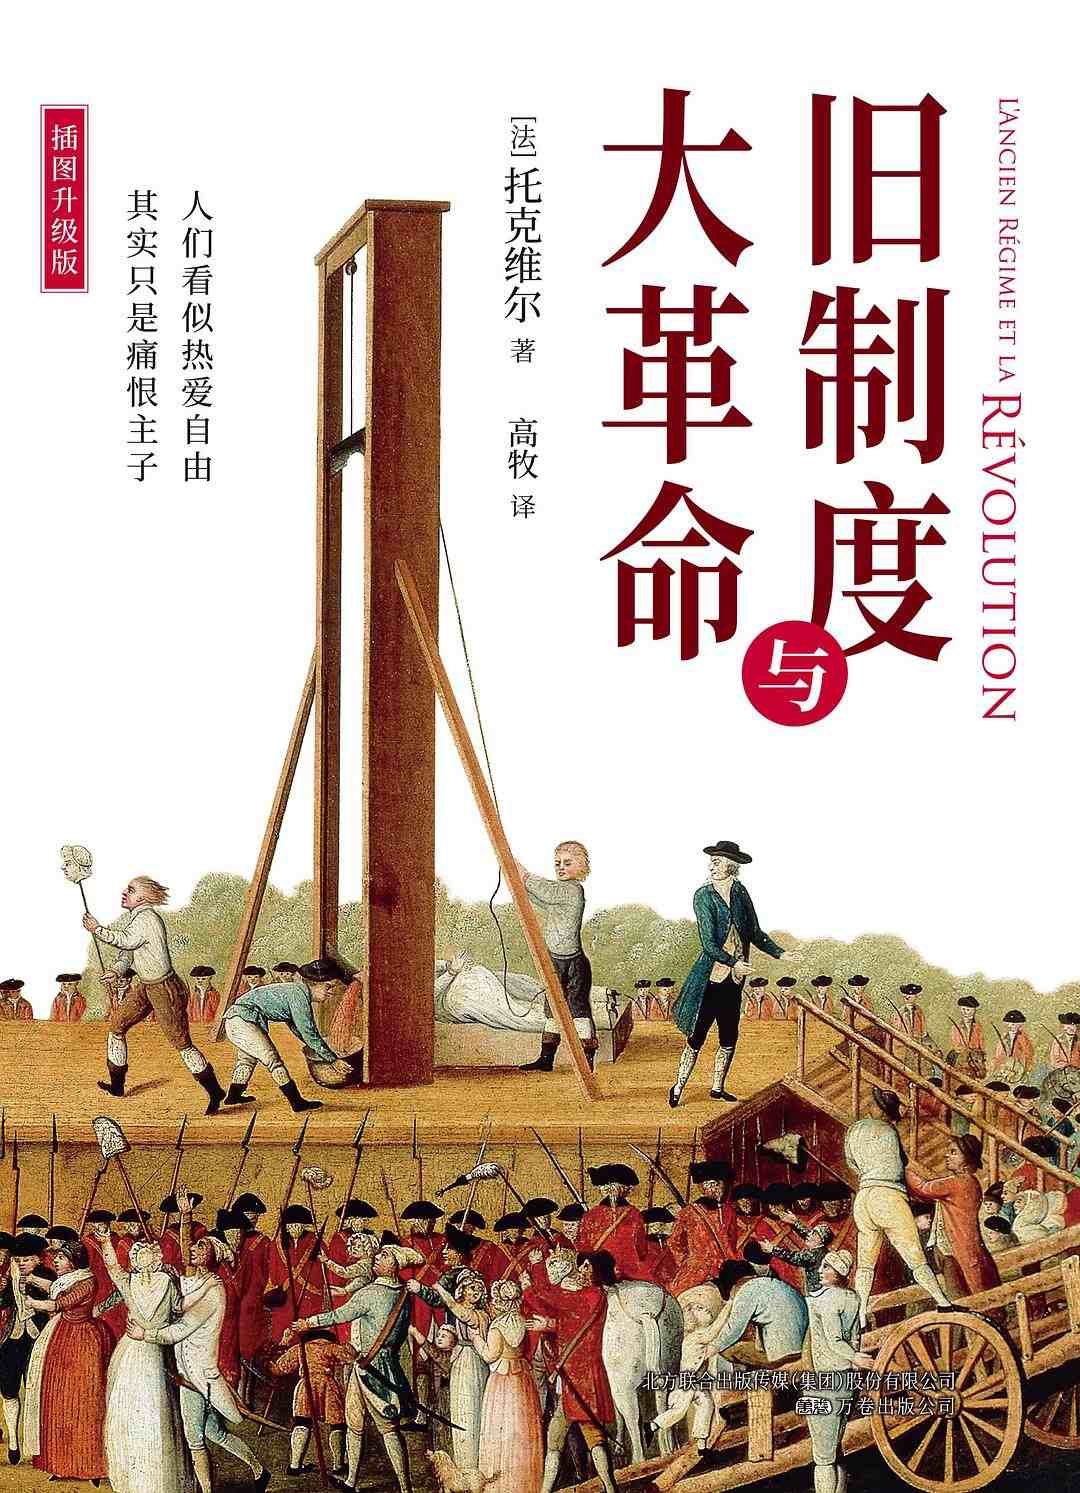 旧制度
与
大革命
L'ANCIEN RÉGIME ET LA RÉVOLUTION
[法]托克维尔 著
高牧 译
人们看似热爱自由
其实只是痛恨主子
插图升级版
北方联合出版传媒(集团)股份有限公司
万卷出版公司